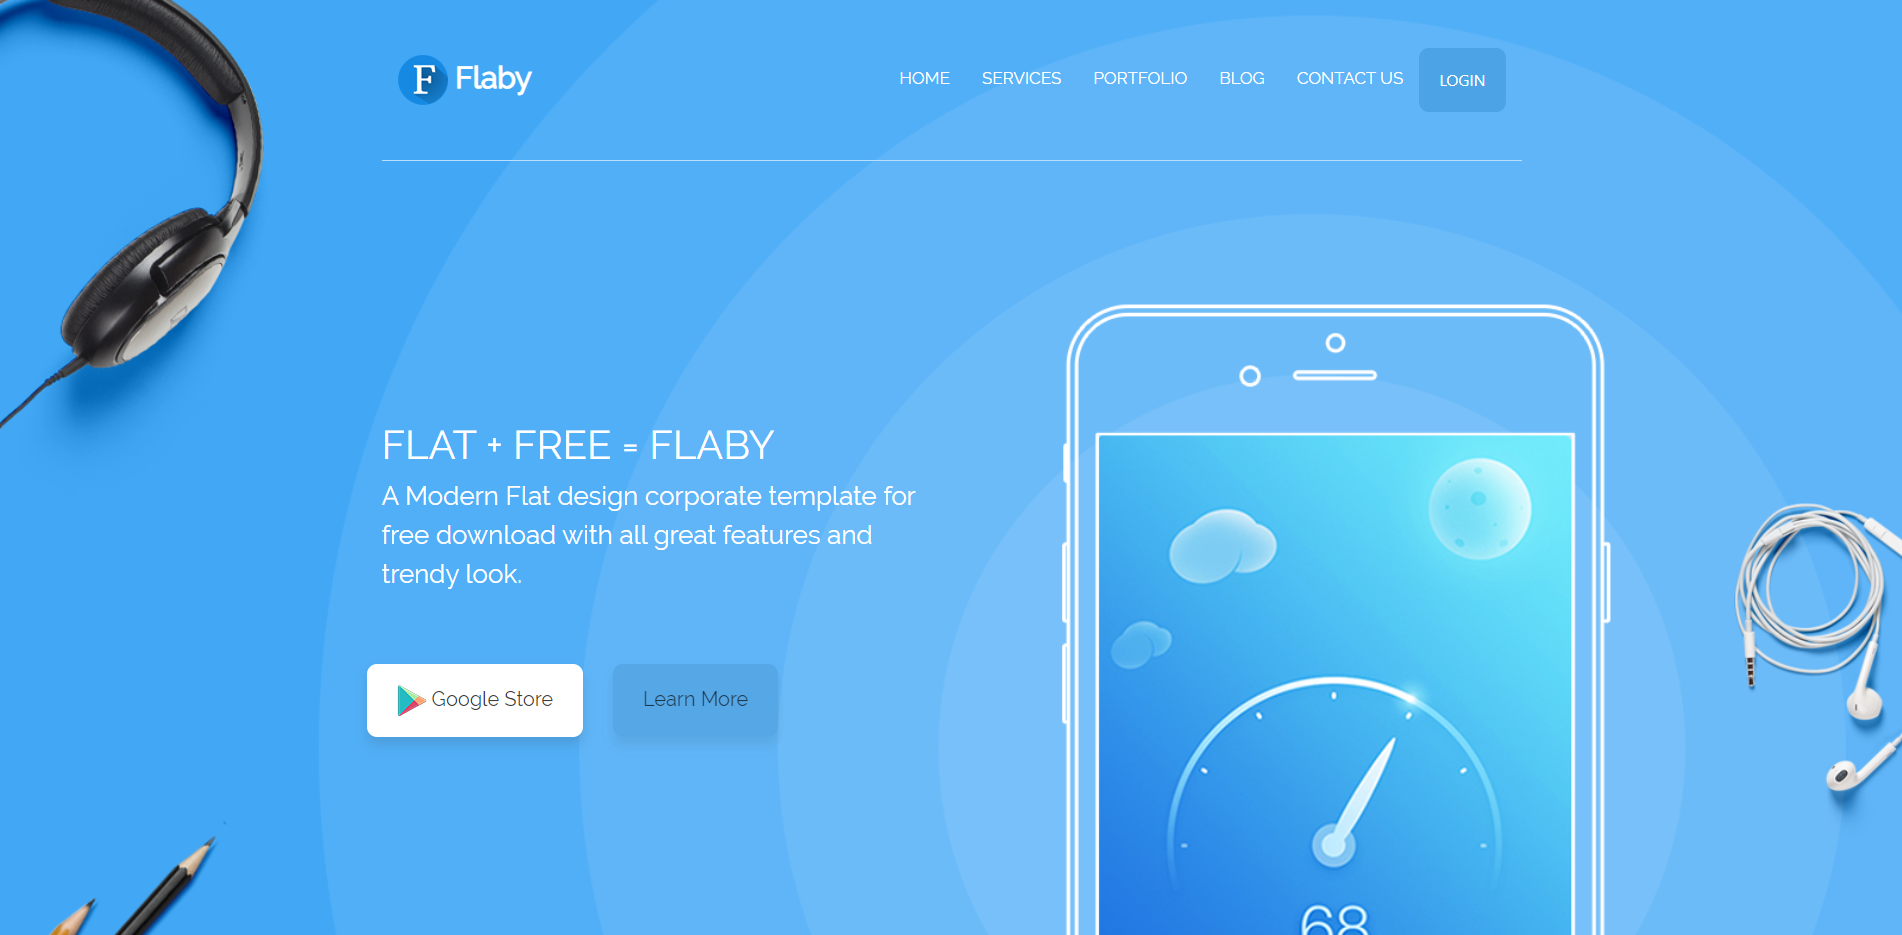 F Flaby
HOME SERVICES PORTFOLIO BLOG CONTACT US LOGIN
FLAT + FREE = FLABY
A Modern Flat design corporate template for
free download with all great features and
trendy look.
Google Store Learn More
68